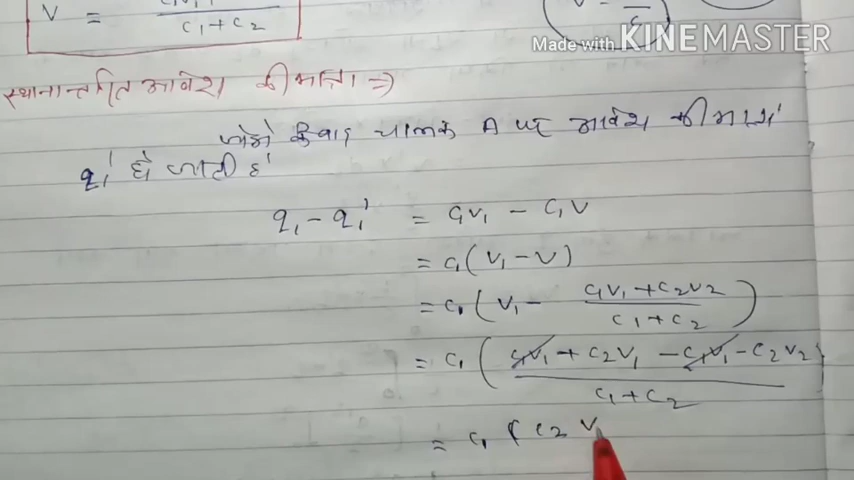 V = C₁V₁ / C₁+C₂
Made with KINEMASTER
स्थानान्तरित आवेश की मात्रा ⇒
जोड़ने के बाद चालक A पर आवेश की मात्रा
q₁' हो जाती है
q₁ - q₁' = C₁V₁ - C₁V
= C₁(V₁ - V)
= C₁(V₁ - C₁V₁ + C₂V₂ / C₁ + C₂)
= C₁(C₁V₁ + C₂V₁ - C₁V₁ - C₂V₂ / C₁ + C₂)
= C₁(C₂V